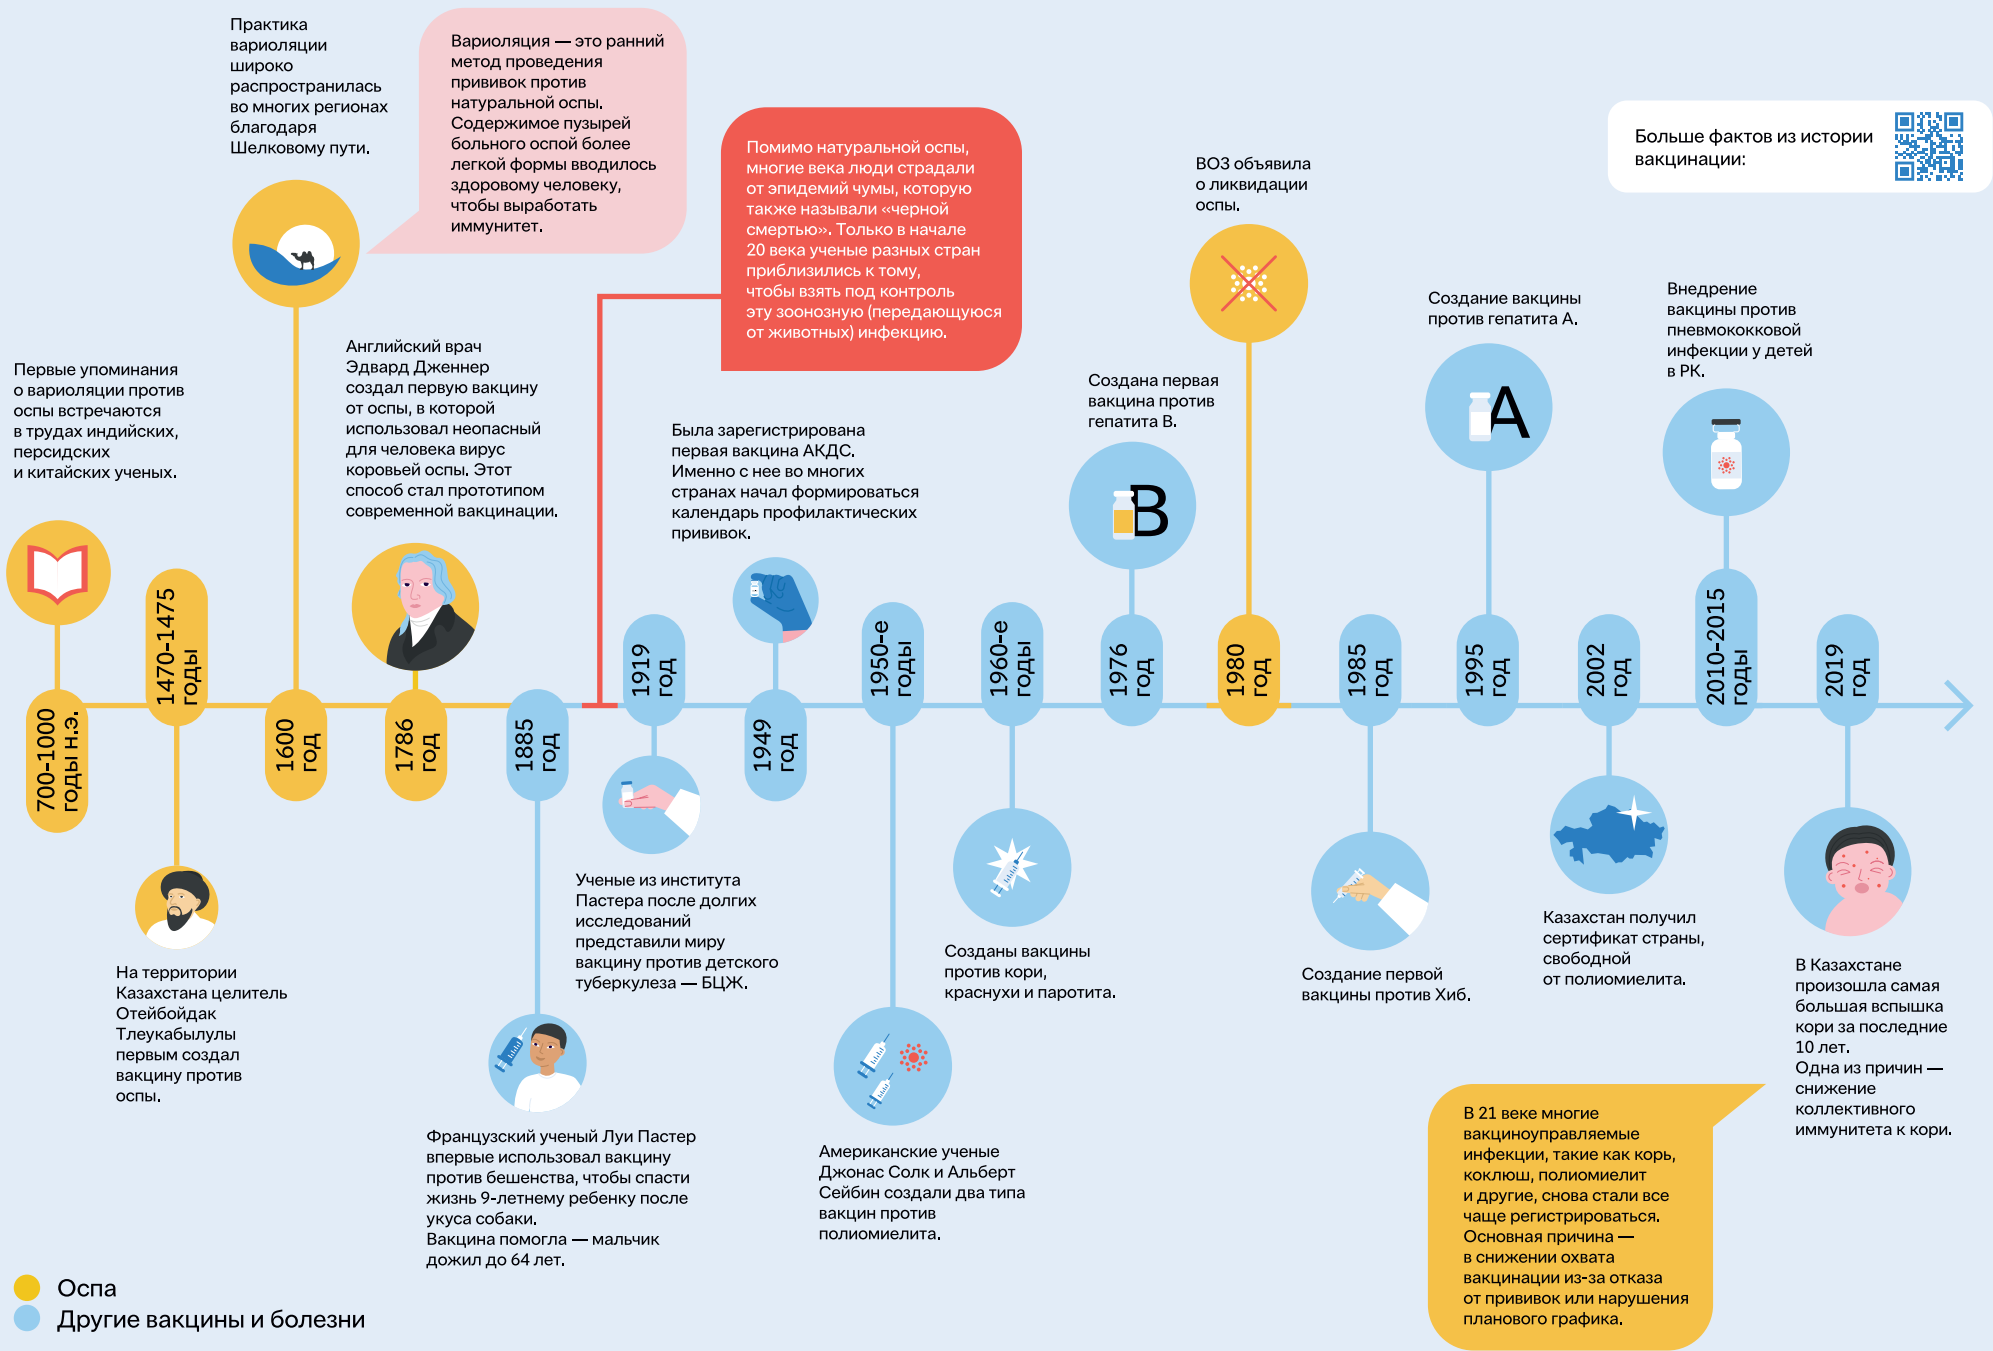 Практика
вариоляции
широко
распространилась
во многих регионах
благодаря
Шелковому пути.
Вариоляция — это ранний
метод проведения
прививок против
натуральной оспы.
Содержимое пузырей
больного оспой более
легкой формы вводилось
здоровому человеку,
чтобы выработать
иммунитет.
Помимо натуральной оспы,
многие века люди страдали
от эпидемий чумы, которую
также называли «черной
смертью». Только в начале
20 века ученые разных стран
приблизились к тому,
чтобы взять под контроль
эту зоонозную (передающуюся
от животных) инфекцию.
ВОЗ объявила
о ликвидации
оспы.
Больше фактов из истории
вакцинации:
Первые упоминания
о вариоляции против
оспы встречаются
в трудах индийских,
персидских
и китайских ученых.
Английский врач
Эдвард Дженнер
создал первую вакцину
от оспы, в которой
использовал неопасный
для человека вирус
коровьей оспы. Этот
способ стал прототипом
современной вакцинации.
Была зарегистрирована
первая вакцина АКДС.
Именно с нее во многих
странах начал формироваться
календарь профилактических
прививок.
Создана первая
вакцина против
гепатита В.
B
Создание вакцины
против гепатита А.
A
Внедрение
вакцины против
пневмококковой
инфекции у детей
в РК.
700-1000
годы н.э.
1470-1475
годы
1600
год
1786
год
1885
год
1919
год
1949
год
1950-е
годы
1960-е
годы
1976
год
1980
год
1985
год
1995
год
2002
год
2010-2015
годы
2019
год
На территории
Казахстана целитель
Отейбойдак
Тлеукабылулы
первым создал
вакцину против
оспы.
Французский ученый Луи Пастер
впервые использовал вакцину
против бешенства, чтобы спасти
жизнь 9-летнему ребенку после
укуса собаки.
Вакцина помогла — мальчик
дожил до 64 лет.
Ученые из института
Пастера после долгих
исследований
представили миру
вакцину против детского
туберкулеза — БЦЖ.
Американские ученые
Джонас Солк и Альберт
Сейбин создали два типа
вакцин против
полиомиелита.
Созданы вакцины
против кори,
краснухи и паротита.
Создание первой
вакцины против Хиб.
Казахстан получил
сертификат страны,
свободной
от полиомиелита.
В Казахстане
произошла самая
большая вспышка
кори за последние
10 лет.
Одна из причин —
снижение
коллективного
иммунитета к кори.
В 21 веке многие
вакциноуправляемые
инфекции, такие как корь,
коклюш, полиомиелит
и другие, снова стали все
чаще регистрироваться.
Основная причина —
в снижении охвата
вакцинации из-за отказа
от прививок или нарушения
планового графика.
Оспа
Другие вакцины и болезни